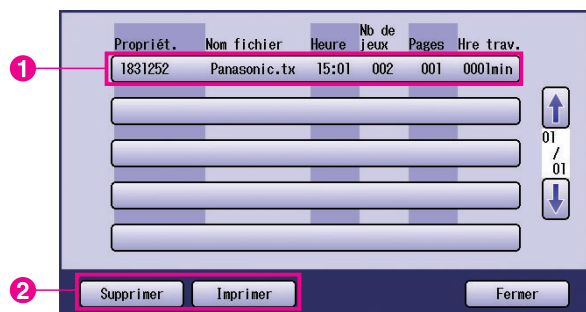 Propriét. Nom fichier Heure Nb de jeux Pages Hre trav.
1 1831252 Panasonic.tx 15:01 002 001 0001min
01
/
01
2 Supprimer Imprimer Fermer